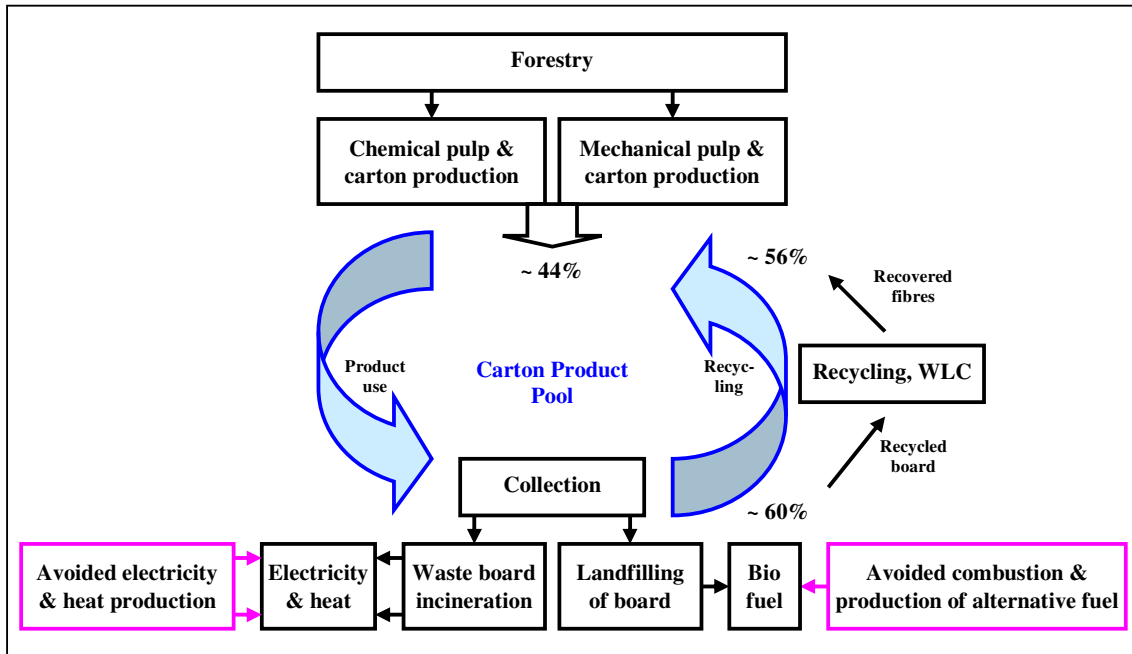 Forestry
Chemical pulp &
carton production
Mechanical pulp &
carton production
~ 44%
~ 56%
Recovered
fibres
Product
use
Carton Product
Pool
Recyc-
ling
Recycling, WLC
Recycled
board
Collection
~ 60%
Avoided electricity
& heat production
Electricity
& heat
Waste board
incineration
Landfilling
of board
Bio
fuel
Avoided combustion &
production of alternative fuel